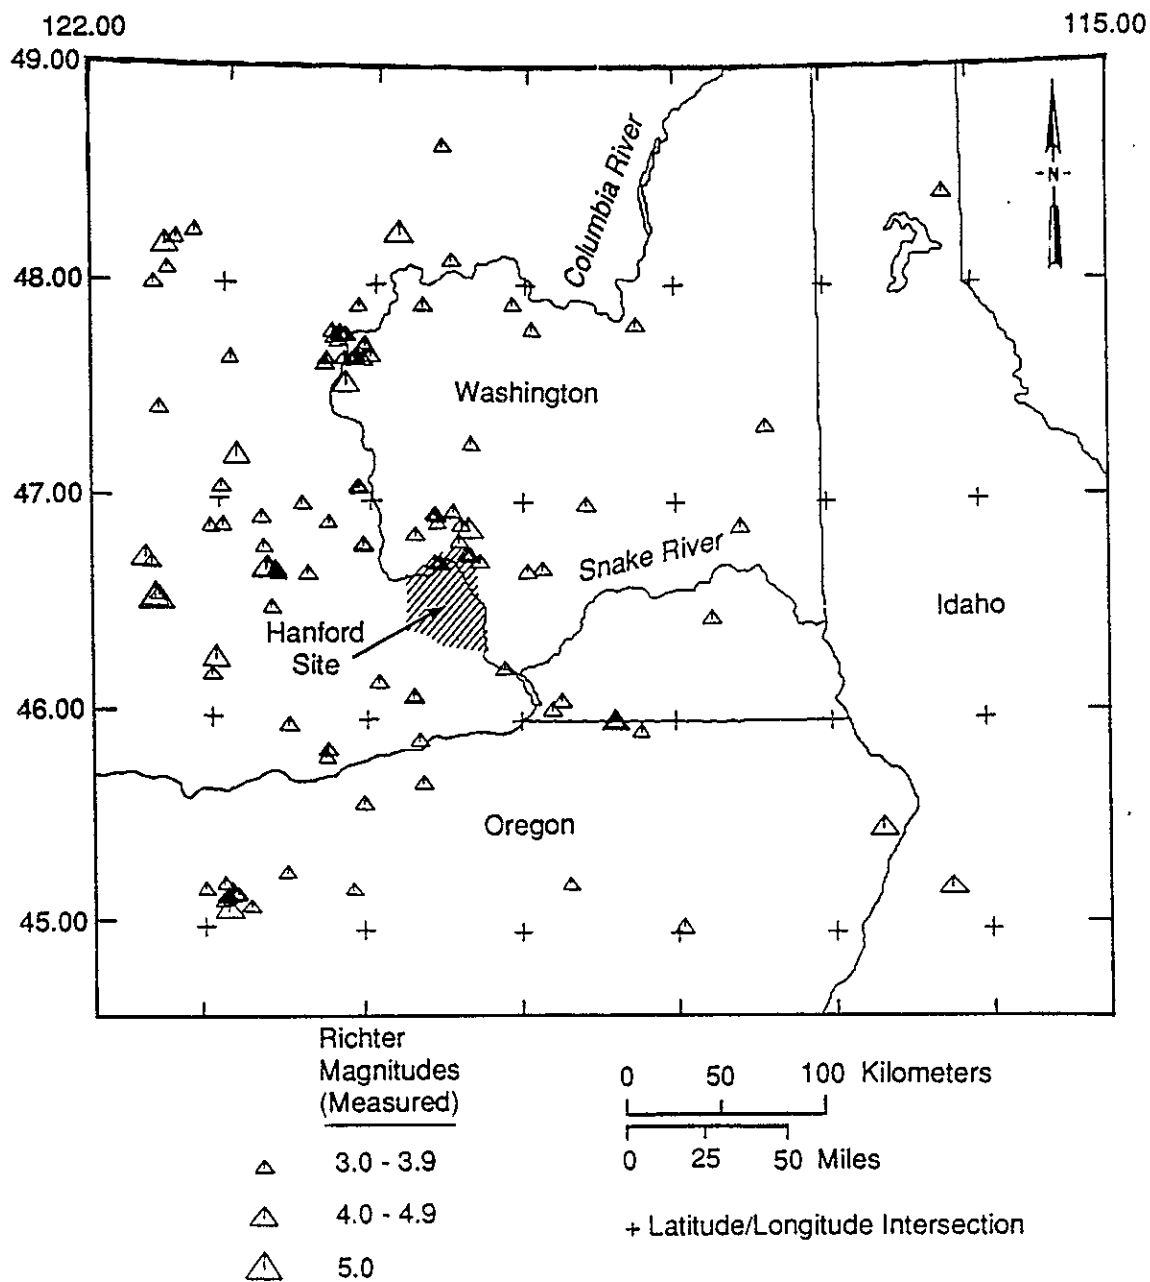 122.00
115.00
49.00
Columbia River
-N-
48.00
Washington
47.00
Snake River
Idaho
Hanford
Site
46.00
Oregon
45.00
Richter
Magnitudes
(Measured)
3.0 - 3.9
4.0 - 4.9
5.0
0 50 100 Kilometers
0 25 50 Miles
+ Latitude/Longitude Intersection